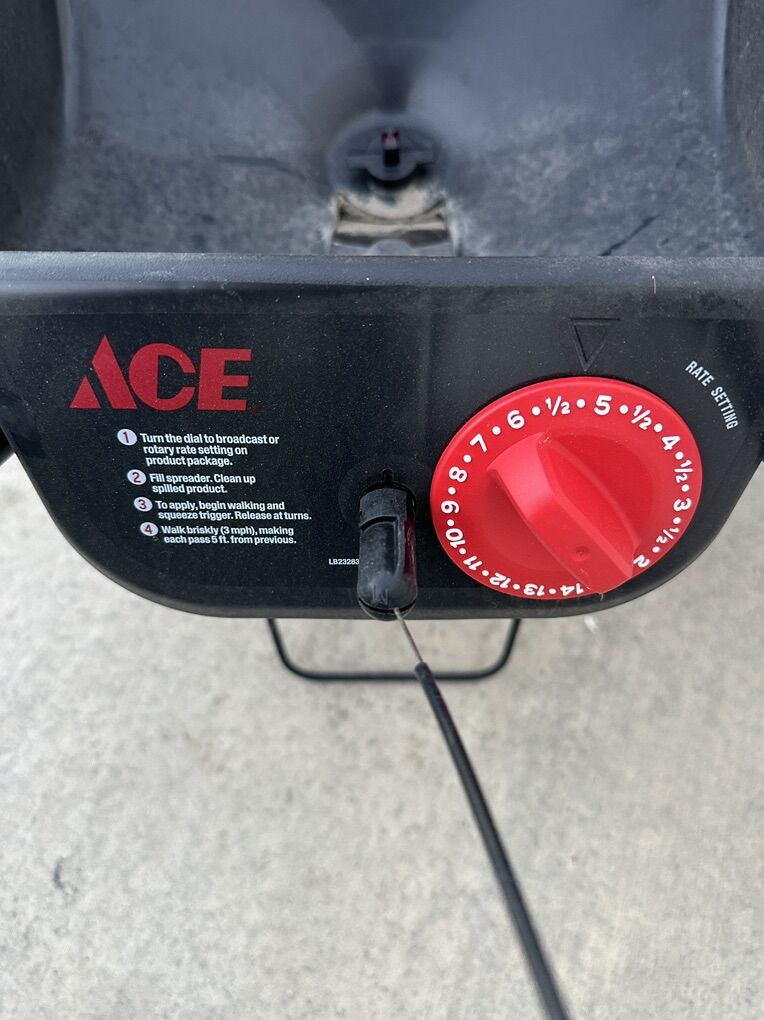 ACE
1 Turn the dial to broadcast or
rotary rate setting on
product package.
2 Fill spreader. Clean up
spilled product.
3 To apply, begin walking and
squeeze trigger. Release at turns.
4 Walk briskly (3 mph), making
each pass 5 ft. from previous.
LB23283
RATE SETTING
14 • 13 • 12 • 11 • 10 • 9 • 8 • 7 • 6 • ½ • 5 • ½ • 4 • ½ • 3 • ½ • 2